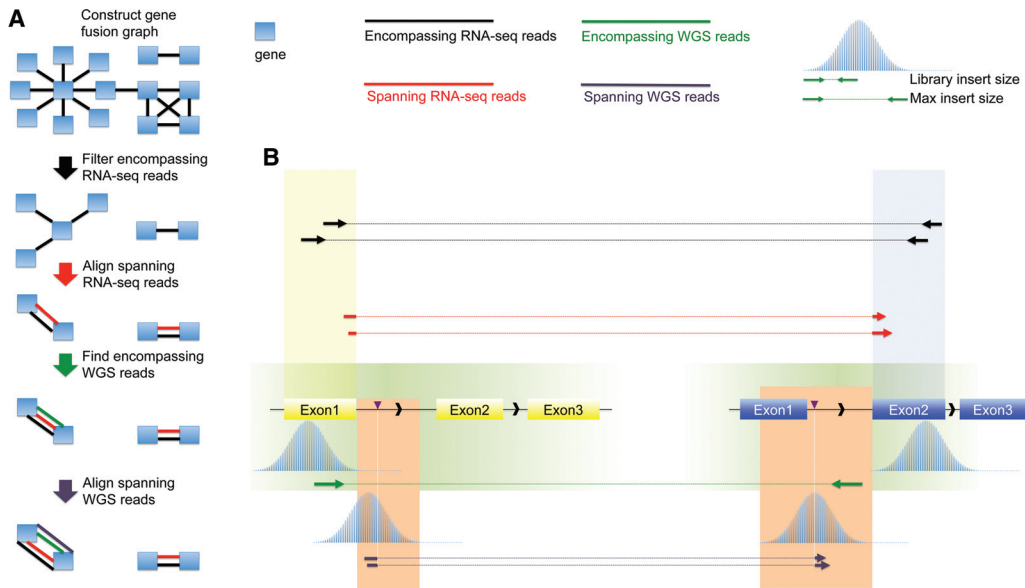 A
Construct gene
fusion graph
gene
Encompassing RNA-seq reads
Encompassing WGS reads
Spanning RNA-seq reads
Spanning WGS reads
Library insert size
Max insert size
Filter encompassing
RNA-seq reads
Align spanning
RNA-seq reads
Find encompassing
WGS reads
Align spanning
WGS reads
B
Exon1
Exon2
Exon3
Exon1
Exon2
Exon3